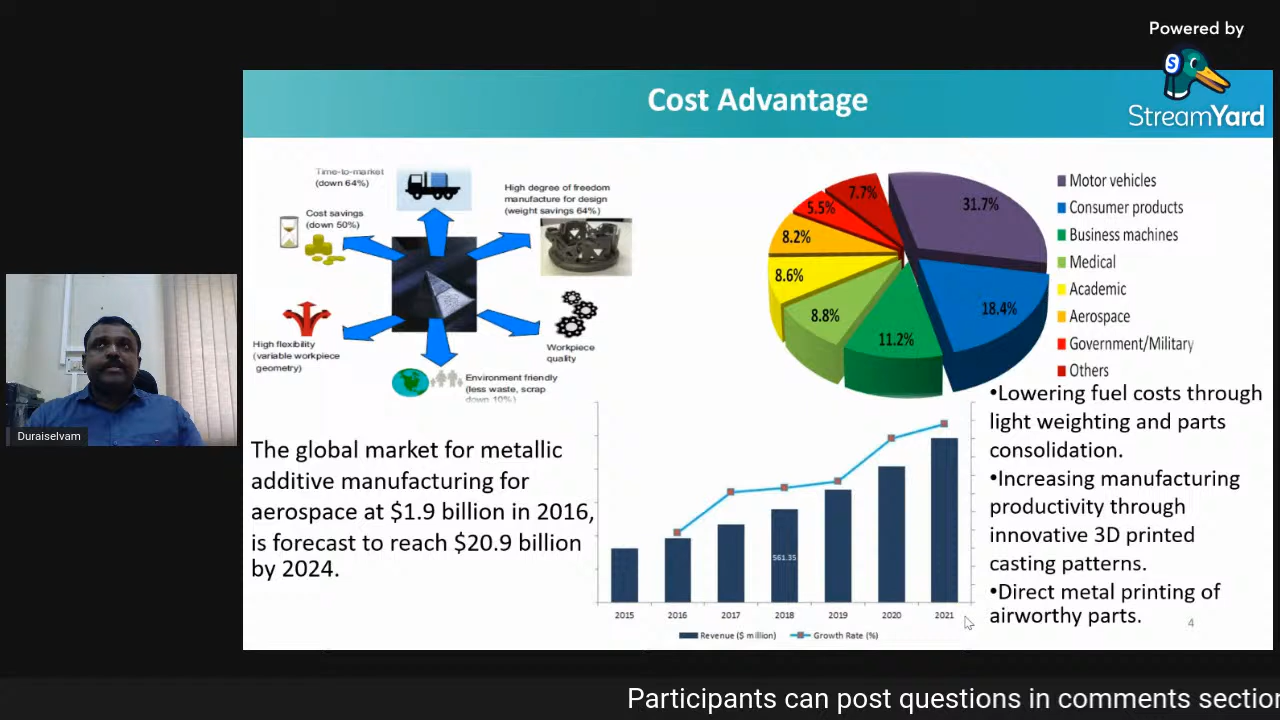 Powered by
StreamYard
Cost Advantage
Time-to-market
(down 64%)
Cost savings
(down 50%)
High degree of freedom
manufacture for design
(weight savings 64%)
High flexibility
(variable workpiece
geometry)
Workpiece
quality
Environment friendly
(less waste, scrap
down 10%)
31.7%
18.4%
11.2%
8.8%
8.6%
8.2%
5.5%
7.7%
Motor vehicles
Consumer products
Business machines
Medical
Academic
Aerospace
Government/Military
Others
The global market for metallic
additive manufacturing for
aerospace at $1.9 billion in 2016,
is forecast to reach $20.9 billion
by 2024.
561.35
2015 2016 2017 2018 2019 2020 2021
Revenue ($ million) Growth Rate (%)
•Lowering fuel costs through
light weighting and parts
consolidation.
•Increasing manufacturing
productivity through
innovative 3D printed
casting patterns.
•Direct metal printing of
airworthy parts.
4
Duraiselvam
Participants can post questions in comments section